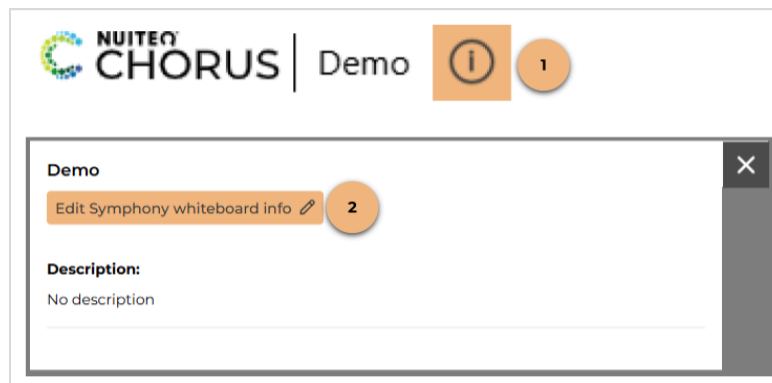 NUITEQ
CHORUS Demo i 1
Demo
Edit Symphony whiteboard info 2
Description:
No description